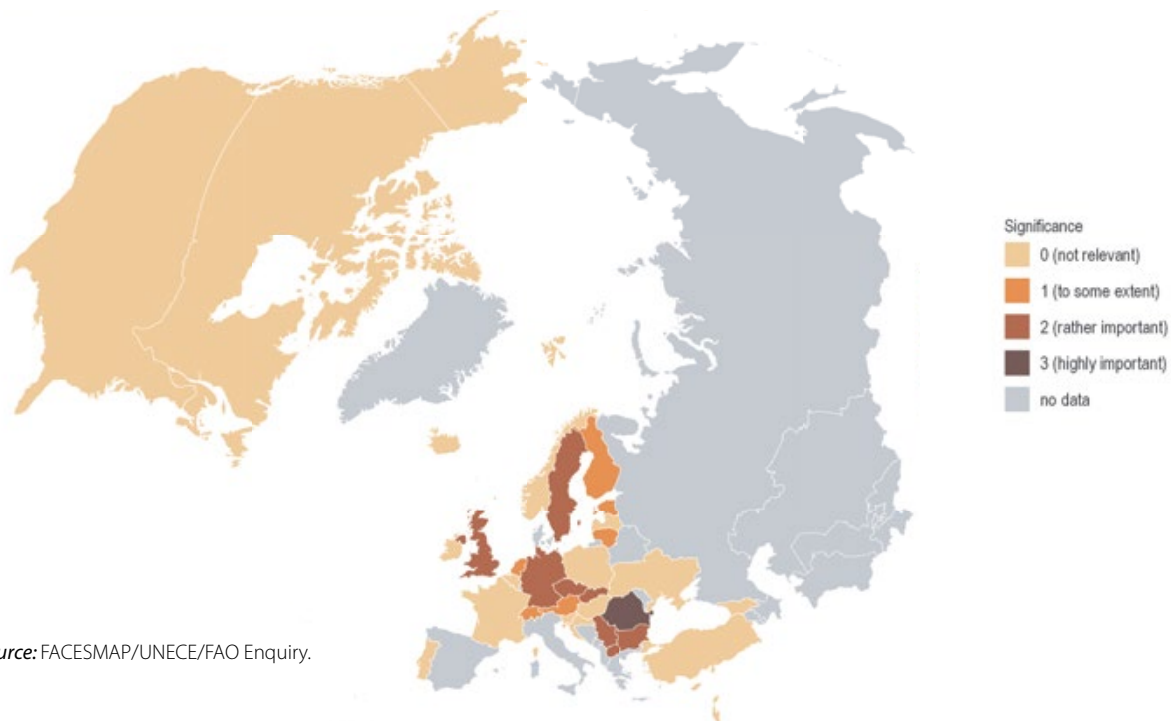 Significance
0 (not relevant)
1 (to some extent)
2 (rather important)
3 (highly important)
no data
urce: FACESMAP/UNECE/FAO Enquiry.